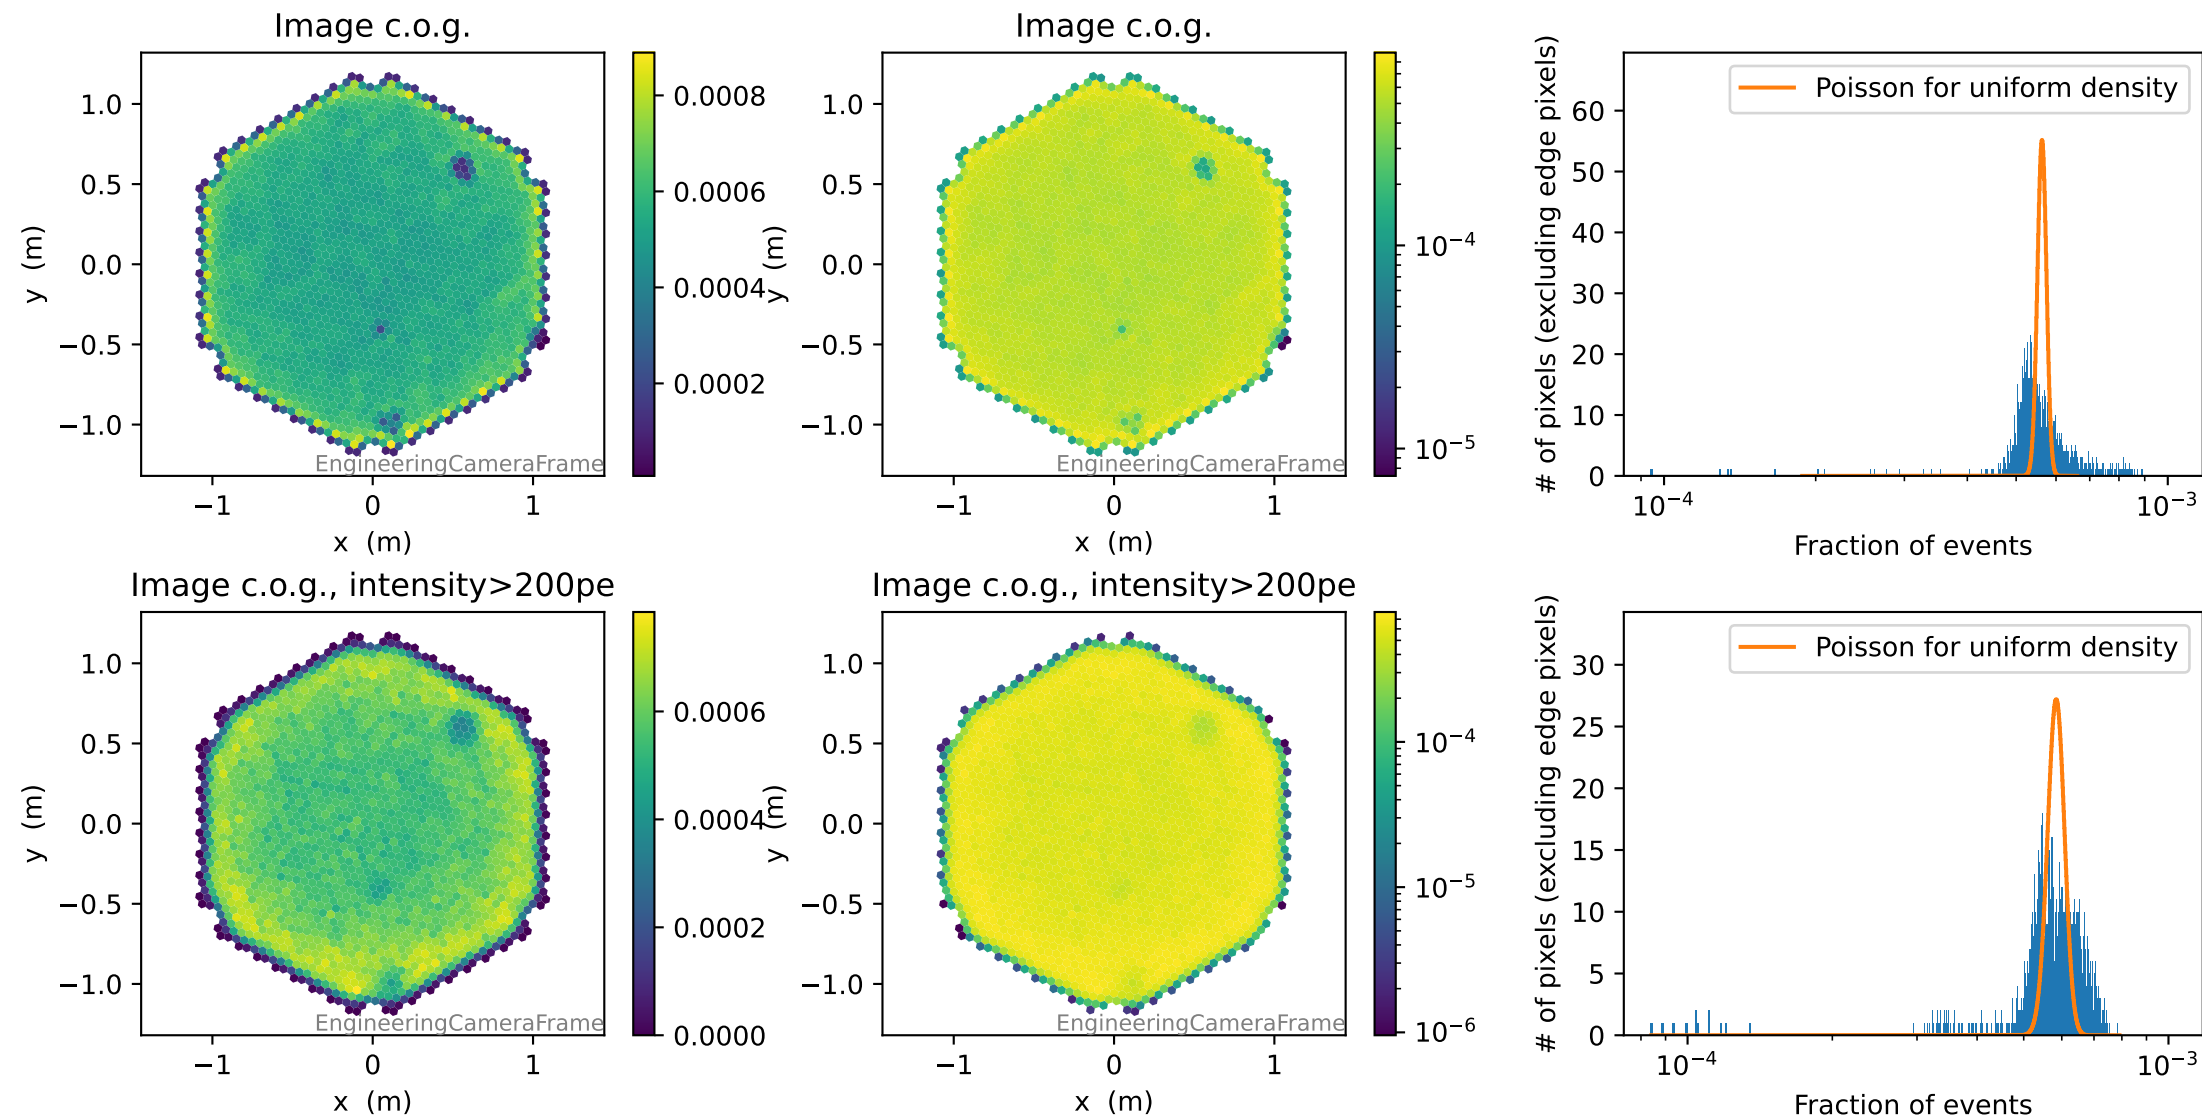 Image c.o.g.
1.0
0.5
0.0
−0.5
−1.0
−1
0
1
y (m)
x (m)
EngineeringCameraFrame
0.0008
0.0006
0.0004
0.0002
Image c.o.g.
1.0
0.5
0.0
−0.5
−1.0
−1
0
1
y (m)
x (m)
EngineeringCameraFrame
10⁻⁴
10⁻⁵
Poisson for uniform density
# of pixels (excluding edge pixels)
60
50
40
30
20
10
0
10⁻⁴
10⁻³
Fraction of events
Image c.o.g., intensity>200pe
1.0
0.5
0.0
−0.5
−1.0
−1
0
1
y (m)
x (m)
EngineeringCameraFrame
0.0006
0.0004
0.0002
0.0000
Image c.o.g., intensity>200pe
1.0
0.5
0.0
−0.5
−1.0
−1
0
1
y (m)
x (m)
EngineeringCameraFrame
10⁻⁴
10⁻⁵
10⁻⁶
Poisson for uniform density
# of pixels (excluding edge pixels)
30
25
20
15
10
5
0
10⁻⁴
10⁻³
Fraction of events